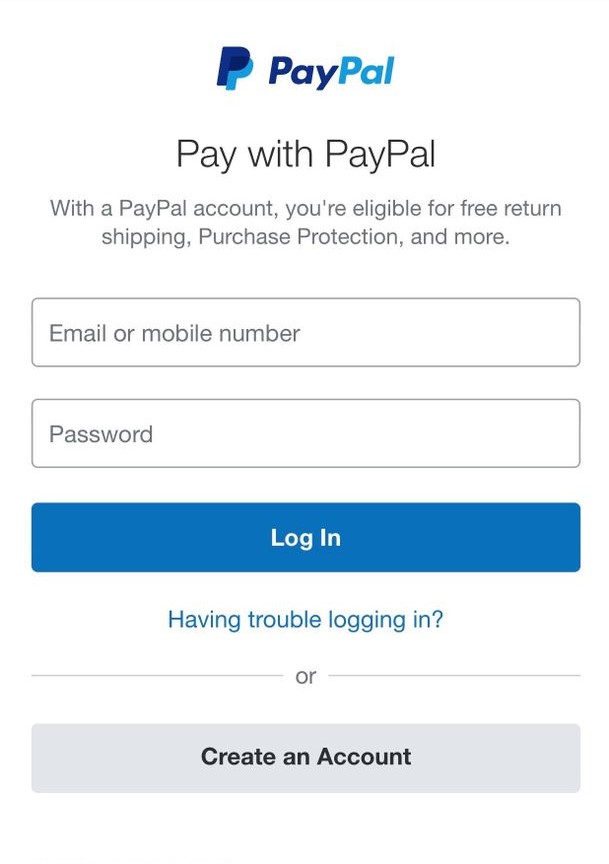 PayPal
Pay with PayPal
With a PayPal account, you're eligible for free return
shipping, Purchase Protection, and more.
Email or mobile number
Password
Log In
Having trouble logging in?
or
Create an Account